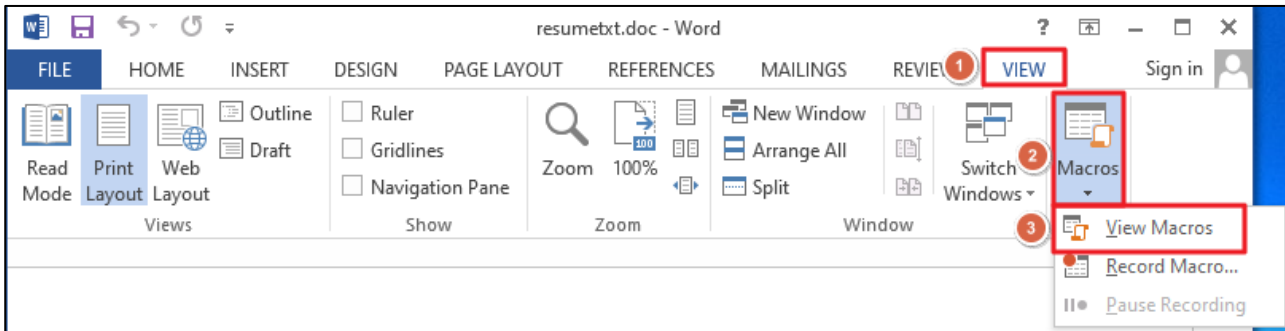 resumetxt.doc - Word
FILE HOME INSERT DESIGN PAGE LAYOUT REFERENCES MAILINGS 1 VIEW Sign in
Outline
Draft
Read Mode
Print Layout
Web Layout
Views
Ruler
Gridlines
Navigation Pane
Show
Zoom
100
100%
Zoom
New Window
Arrange All
Split
Switch Windows
Window
2
Macros
3
View Macros
Record Macro...
Pause Recording